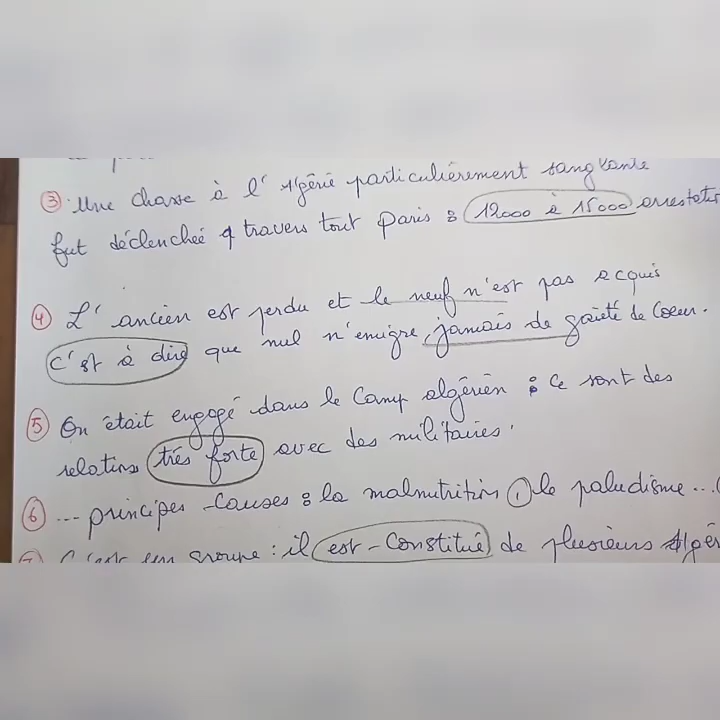 ③ Une chasse à l' Algérie particulièrement sanglante
fut déclenchée à travers tout Paris : 12000 à 15000 arrestations
④ L' ancien est perdu et le neuf n'est pas acquis
c'est à dire que nul n'émigre jamais de gaieté de Coeur.
⑤ On était engagé dans le Camp algérien : ce sont des
relations très forte avec des militaires.
⑥ ... principes - causes : la malnutrition , le paludisme ...
C'est un groupe : il est - Constitué de plusieurs